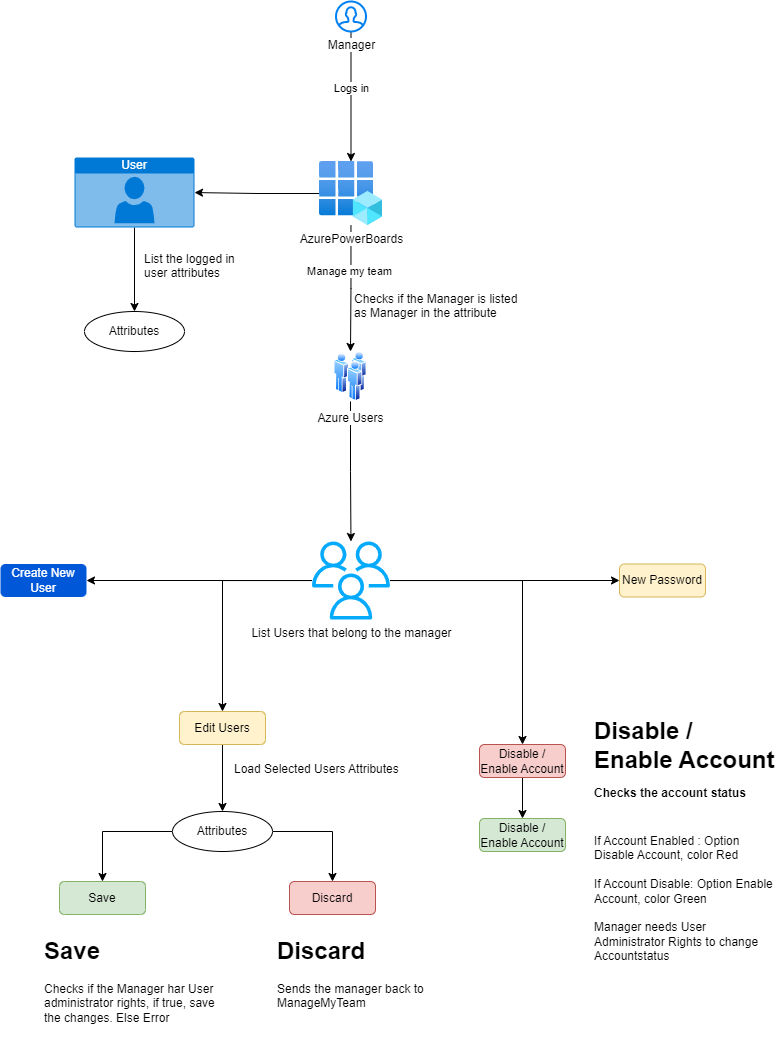 Manager
Logs in
User
AzurePowerBoards
List the logged in
user attributes
Manage my team
Checks if the Manager is listed
as Manager in the attribute
Attributes
Azure Users
Create New
User
New Password
List Users that belong to the manager
Edit Users
Load Selected Users Attributes
Attributes
Save
Discard
Save
Checks if the Manager har User
administrator rights, if true, save
the changes. Else Error
Discard
Sends the manager back to
ManageMyTeam
Disable /
Enable Account
Disable /
Enable Account
Disable /
Enable Account
Checks the account status
If Account Enabled : Option
Disable Account, color Red
If Account Disable: Option Enable
Account, color Green
Manager needs User
Administrator Rights to change
Accountstatus